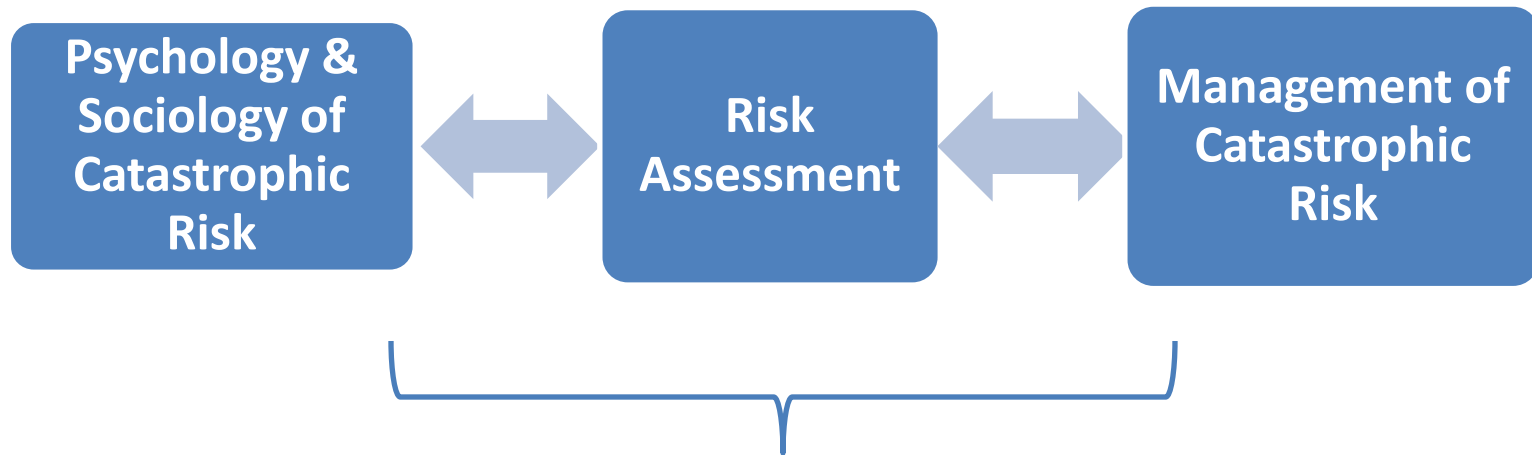 Psychology &
Sociology of
Catastrophic
Risk
Risk
Assessment
Management of
Catastrophic
Risk